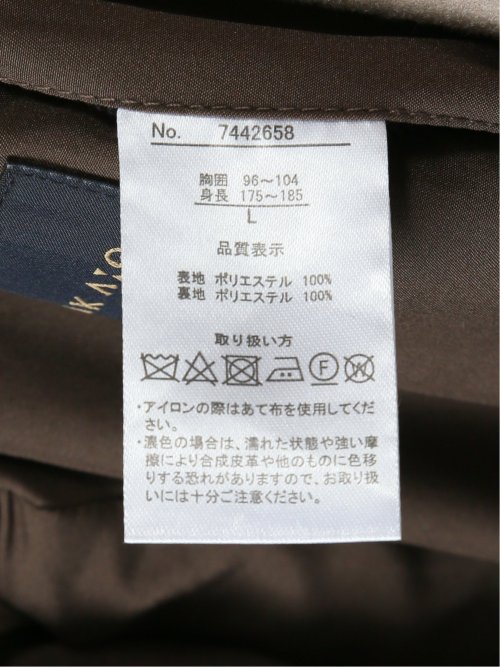 No. 7442658
胸囲 96～104
身長 175～185
L
品質表示
表地 ポリエステル 100%
裏地 ポリエステル 100%
取り扱い方
・アイロンの際はあて布を使用してくだ
さい。
・濃色の場合は、濡れた状態や強い摩
擦により合成皮革や他のものに色移
りする恐れがありますので、お取り扱
いには十分ご注意ください。